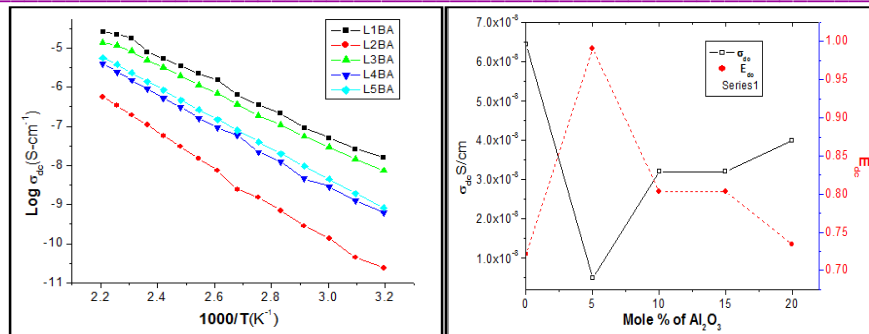 -5
-6
-7
-8
-9
-10
-11
2.2 2.4 2.6 2.8 3.0 3.2
Log σdc(S-cm⁻¹)
1000/T(K⁻¹)
L1BA
L2BA
L3BA
L4BA
L5BA
7.0x10⁻⁸
6.0x10⁻⁸
5.0x10⁻⁸
4.0x10⁻⁸
3.0x10⁻⁸
2.0x10⁻⁸
1.0x10⁻⁸
0 5 10 15 20
σdc S/cm
Mole % of Al₂O₃
σdc
Edc
Series1
1.00
0.95
0.90
0.85
0.80
0.75
0.70
Edc